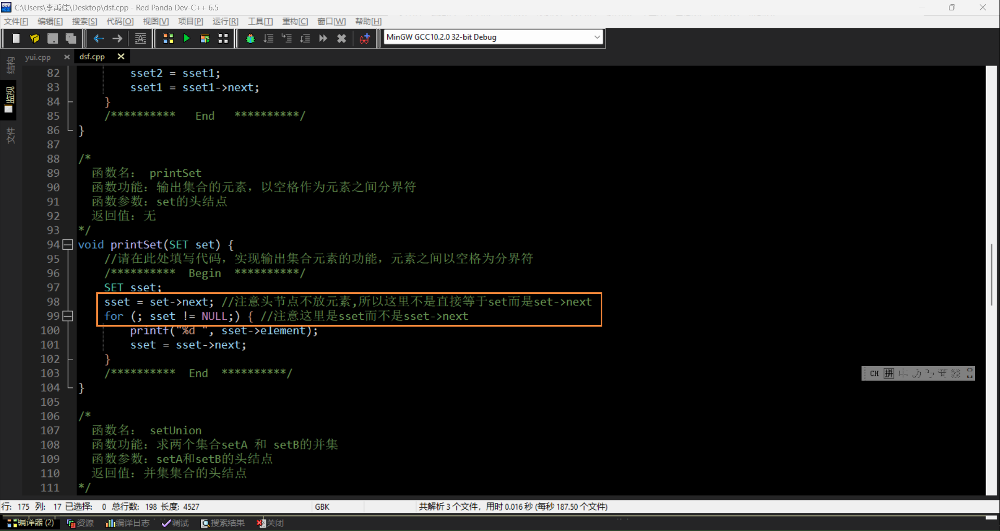 C:\Users\李禹佳\Desktop\dsf.cpp - Red Panda Dev-C++ 6.5
文件[F] 编辑[E] 搜索[S] 代码[O] 视图[V] 项目[P] 运行[R] 工具[T] 重构[C] 窗口[W] 帮助[H]
MinGW GCC10.2.0 32-bit Debug
yui.cpp dsf.cpp
结构
监视
文件
82 sset2 = sset1;
83 sset1 = sset1->next;
84 }
85 /********** End **********/
86 }
87
88 /*
89 函数名： printSet
90 函数功能：输出集合的元素，以空格作为元素之间分界符
91 函数参数：set的头结点
92 返回值：无
93 */
94 void printSet(SET set) {
95 //请在此处填写代码，实现输出集合元素的功能，元素之间以空格为分界符
96 /********** Begin **********/
97 SET sset;
98 sset = set->next; //注意头节点不放元素,所以这里不是直接等于set而是set->next
99 for (; sset != NULL;) { //注意这里是sset而不是sset->next
100 printf("%d ", sset->element);
101 sset = sset->next;
102 }
103 /********** End **********/
104 }
105
106 /*
107 函数名： setUnion
108 函数功能：求两个集合setA 和 setB的并集
109 函数参数：setA和setB的头结点
110 返回值：并集集合的头结点
111 */
CH 拼
行: 175 列: 17 已选择: 0 总行数: 198 长度: 4527 GBK 共解析 3 个文件，用时 0.016 秒 (每秒 187.50 个文件)
编译器 (2) 资源 编译日志 调试 搜索结果 关闭